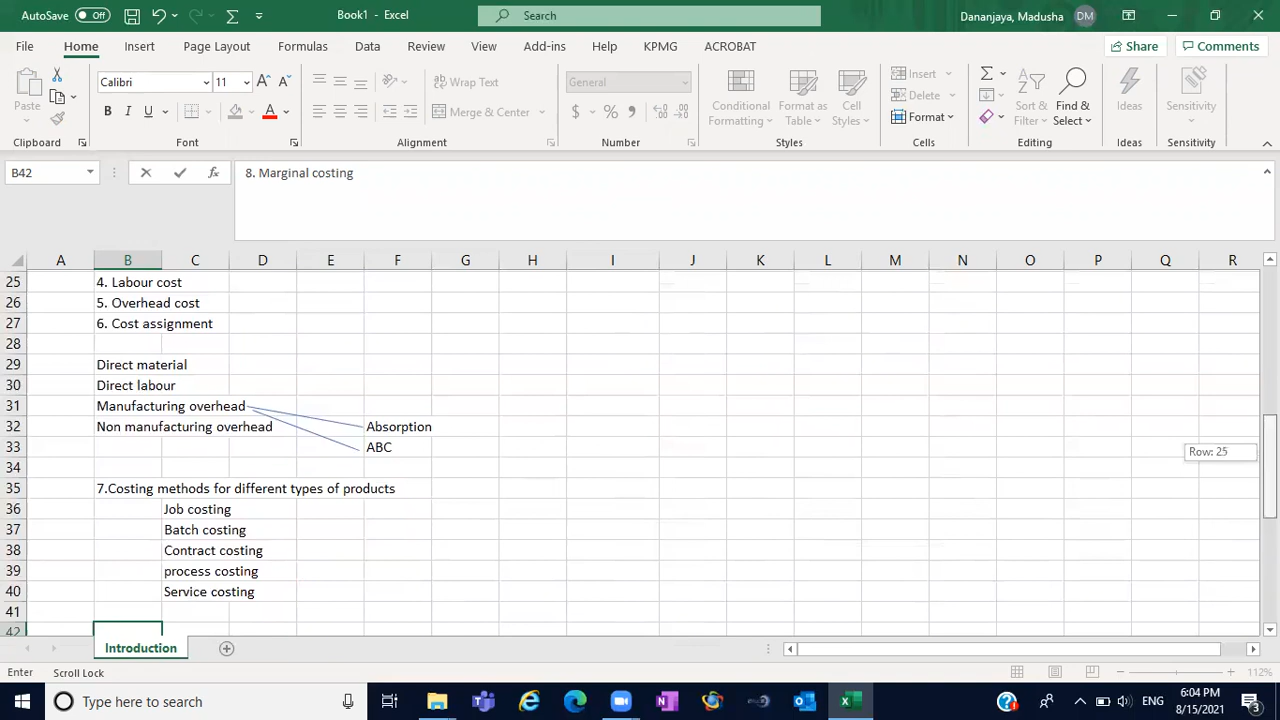 AutoSave Off Book1 - Excel Search Dananjaya, Madusha DM
File Home Insert Page Layout Formulas Data Review View Add-ins Help KPMG ACROBAT Share Comments
Paste Calibri 11 A A Wrap Text General Conditional Formatting Format as Table Cell Styles Insert Sort & Filter Find & Select Ideas Sensitivity
B I U A Merge & Center $ % Delete
Format
Clipboard Font Alignment Number Styles Cells Editing Ideas Sensitivity
B42 fx 8. Marginal costing
A B C D E F G H I J K L M N O P Q R
25 4. Labour cost
26 5. Overhead cost
27 6. Cost assignment
28
29 Direct material
30 Direct labour
31 Manufacturing overhead
32 Non manufacturing overhead Absorption
33 ABC Row: 25
34
35 7.Costing methods for different types of products
36 Job costing
37 Batch costing
38 Contract costing
39 process costing
40 Service costing
41
42
Introduction
Enter Scroll Lock 112%
Type here to search ENG 6:04 PM
8/15/2021 3